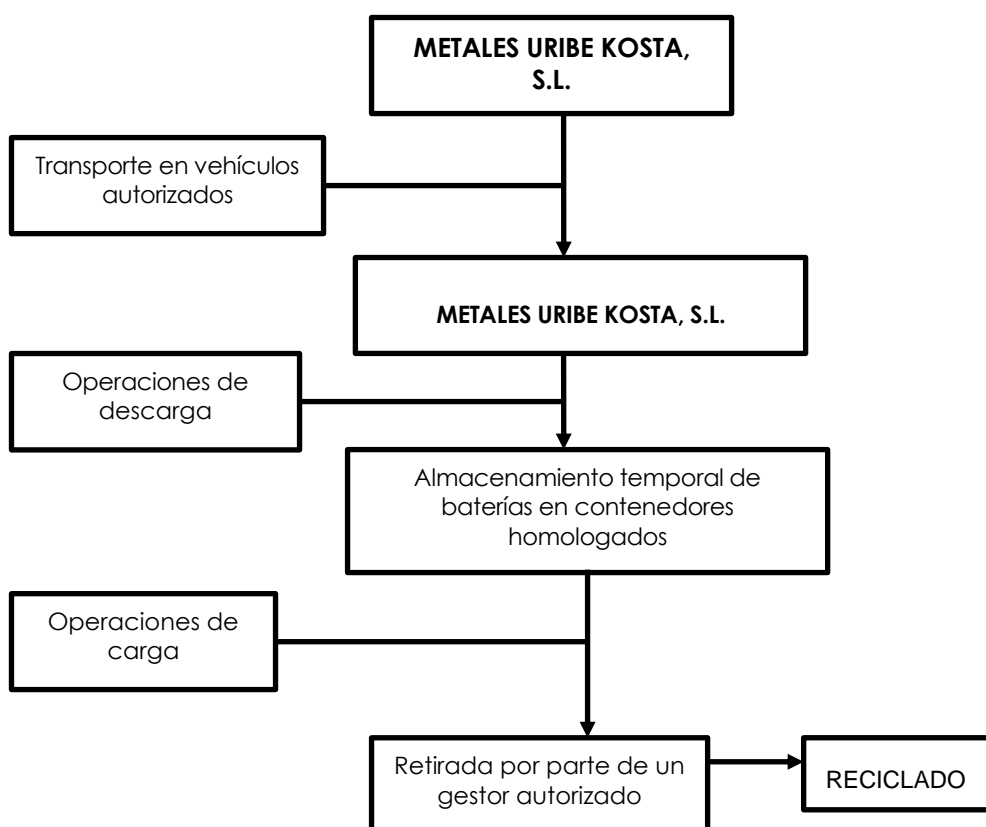 METALES URIBE KOSTA,
S.L.
Transporte en vehículos
autorizados
METALES URIBE KOSTA, S.L.
Operaciones de
descarga
Almacenamiento temporal de
baterías en contenedores
homologados
Operaciones de
carga
Retirada por parte de un
gestor autorizado
RECICLADO